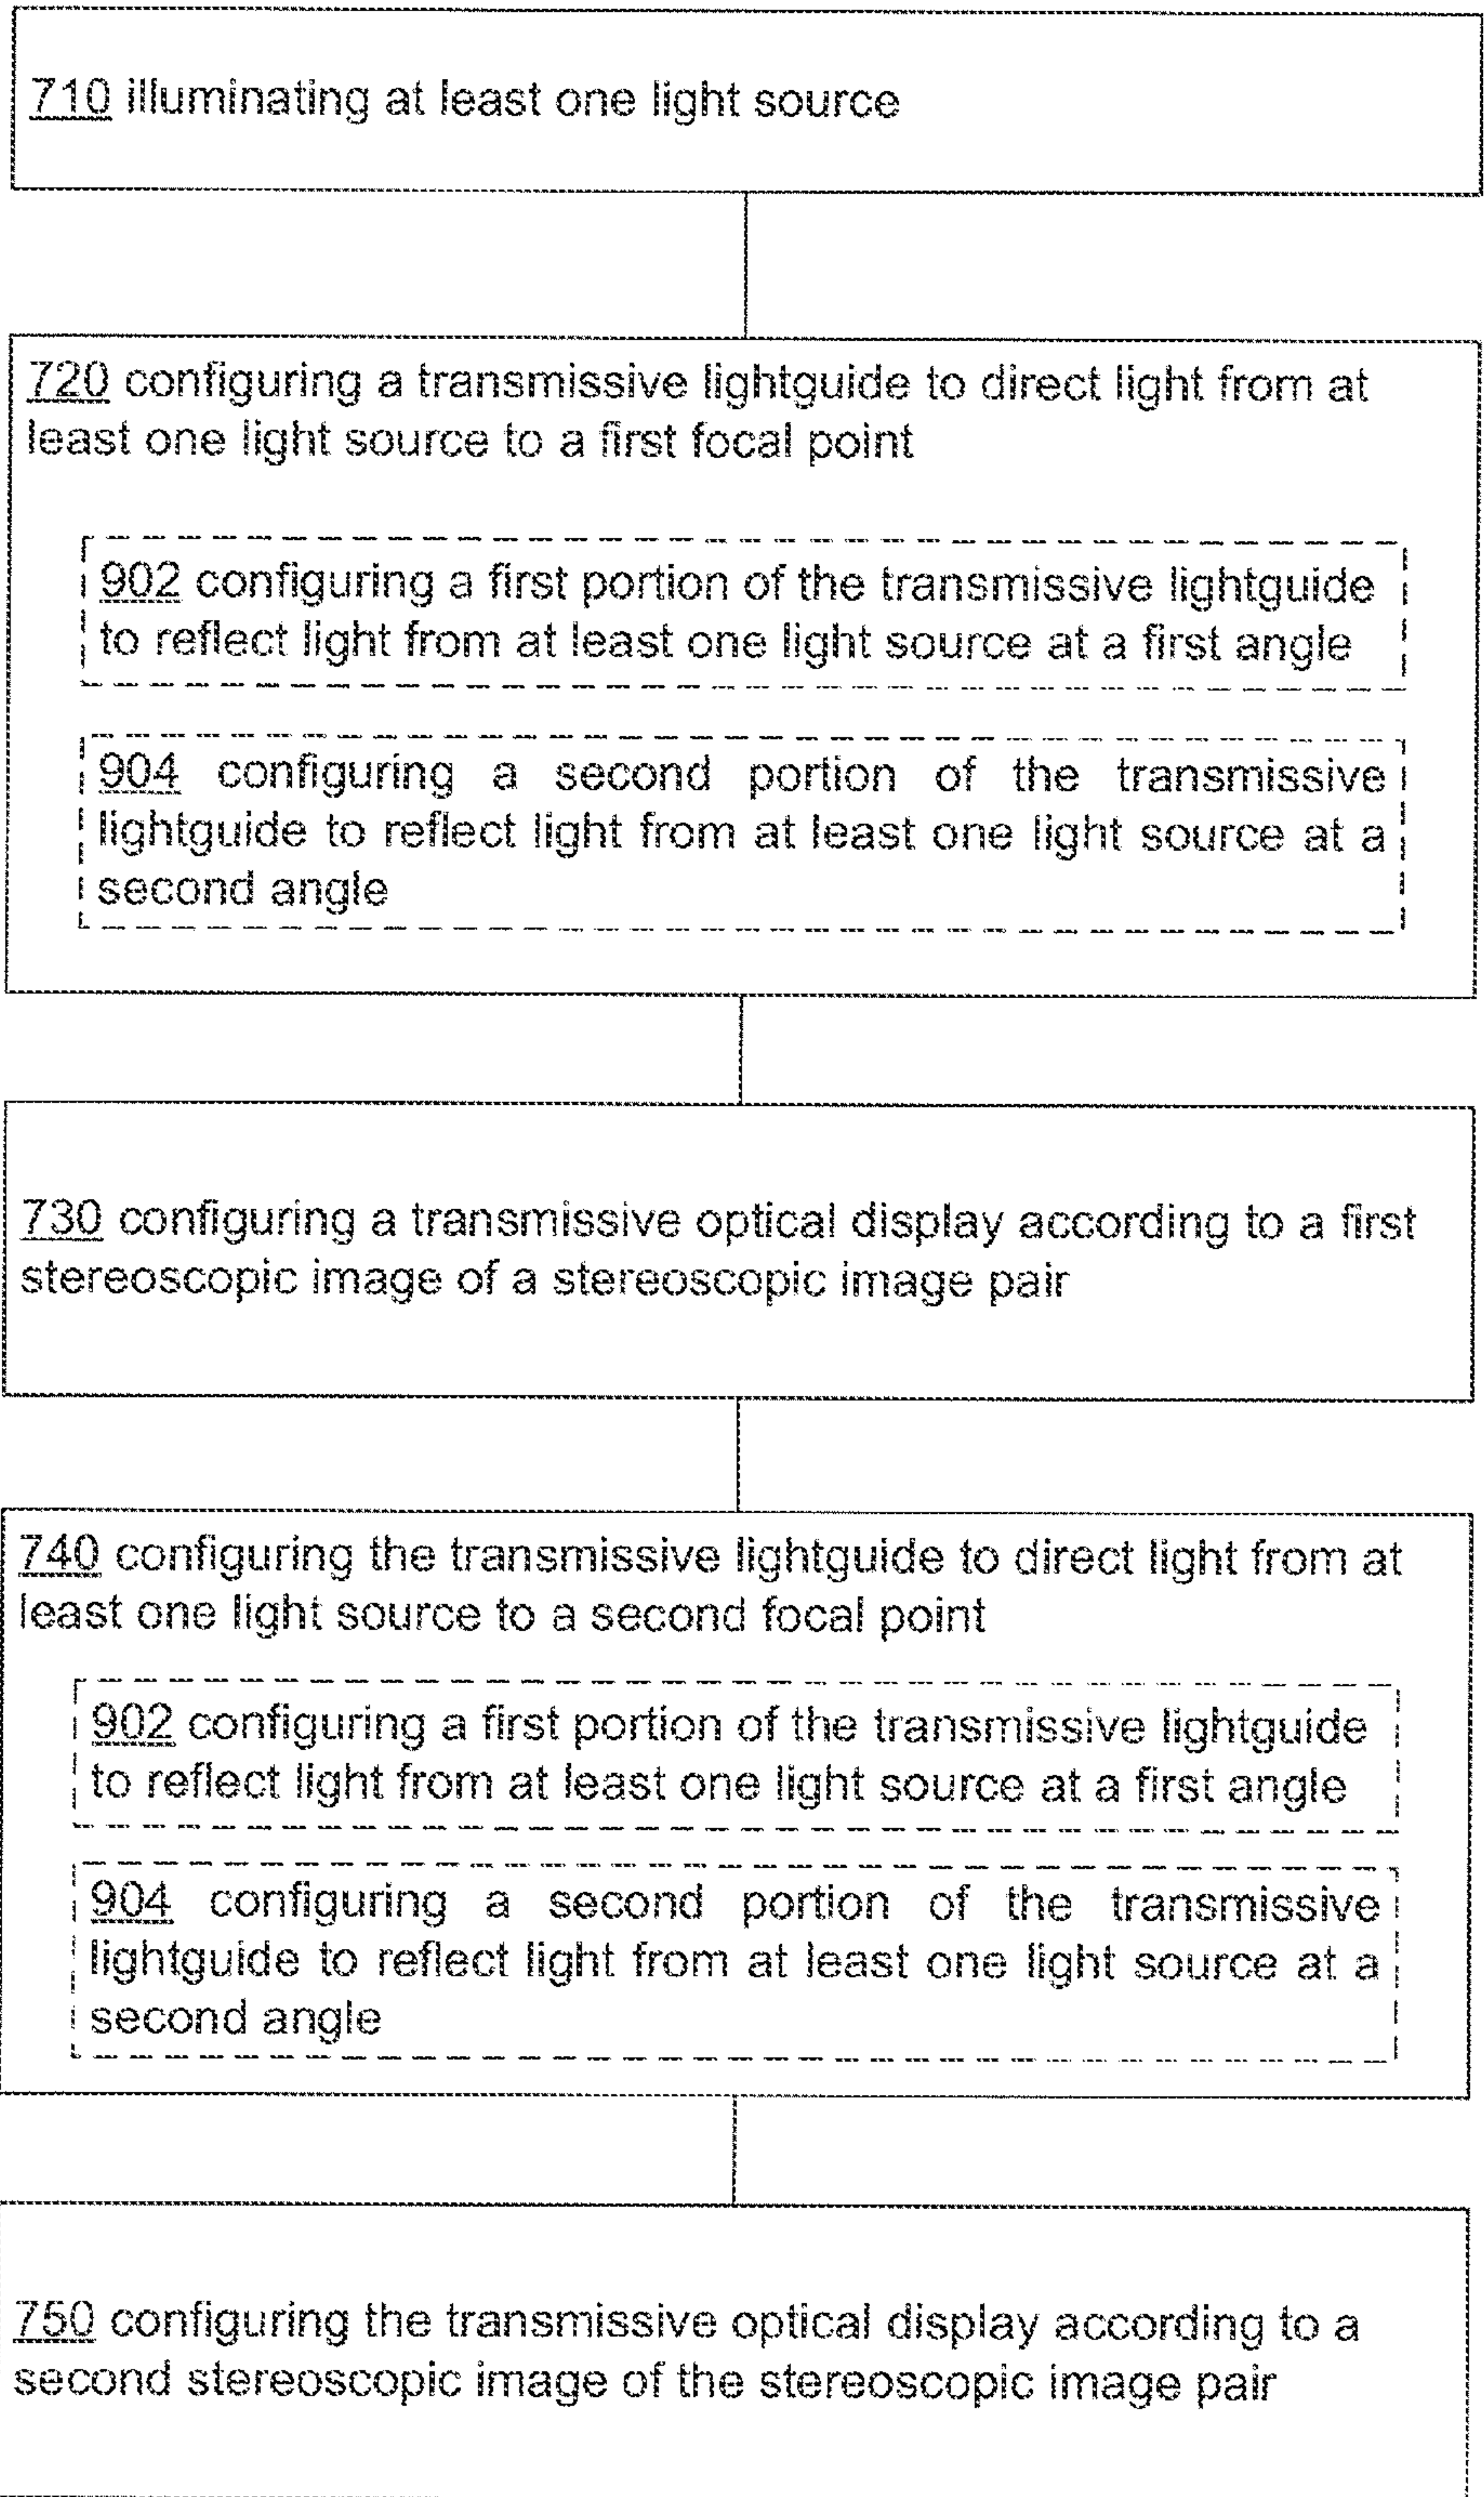 710 illuminating at least one light source
720 configuring a transmissive lightguide to direct light from at
least one light source to a first focal point
902 configuring a first portion of the transmissive lightguide
to reflect light from at least one light source at a first angle
904 configuring a second portion of the transmissive
lightguide to reflect light from at least one light source at a
second angle
730 configuring a transmissive optical display according to a first
stereoscopic image of a stereoscopic image pair
740 configuring the transmissive lightguide to direct light from at
least one light source to a second focal point
902 configuring a first portion of the transmissive lightguide
to reflect light from at least one light source at a first angle
904 configuring a second portion of the transmissive
lightguide to reflect light from at least one light source at a
second angle
750 configuring the transmissive optical display according to a
second stereoscopic image of the stereoscopic image pair